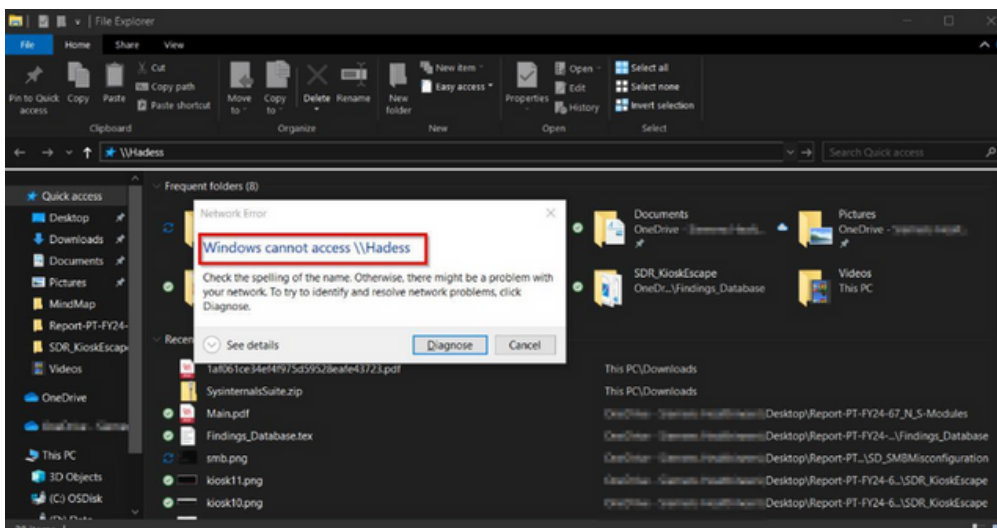 File Explorer
File Home Share View
Pin to Quick access
Copy
Paste
Cut
Copy path
Paste shortcut
Move to
Copy to
Delete
Rename
New folder
New item
Easy access
Properties
Open
Edit
History
Select all
Select none
Invert selection
Clipboard Organize New Open Select
\\Hadess
Search Quick access
Quick access
Desktop
Downloads
Documents
Pictures
MindMap
Report-PT-FY24-
SDR_KioskEscap
Videos
OneDrive
This PC
3D Objects
(C:) OSDisk
Frequent folders (8)
Documents
OneDrive -
Pictures
OneDrive -
SDR_KioskEscape
OneDr...\Findings_Database
Videos
This PC
Network Error
Windows cannot access \\Hadess
Check the spelling of the name. Otherwise, there might be a problem with
your network. To try to identify and resolve network problems, click
Diagnose.
See details
Diagnose
Cancel
Recen
1af061ce34ef4f975d59528eafe43723.pdf This PC\Downloads
SysinternalsSuite.zip This PC\Downloads
Main.pdf Desktop\Report-PT-FY24-67_N_S-Modules
Findings_Database.tex Desktop\Report-PT-FY24-...\Findings_Database
smb.png Desktop\Report-PT...\SD_SMBMisconfiguration
kiosk11.png Desktop\Report-PT-FY24-6...\SDR_KioskEscape
kiosk10.png Desktop\Report-PT-FY24-6...\SDR_KioskEscape